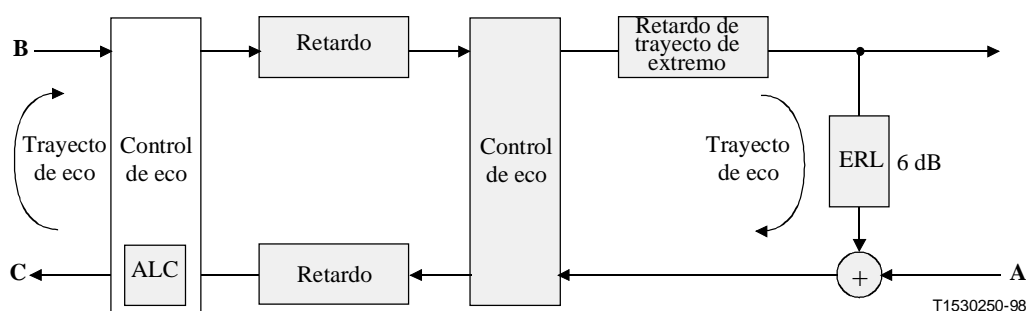 B
Retardo
Retardo de
trayecto de
extremo
Trayecto
de eco
Control
de eco
Control
de eco
Trayecto
de eco
ERL
6 dB
C
ALC
Retardo
+
A
T1530250-98